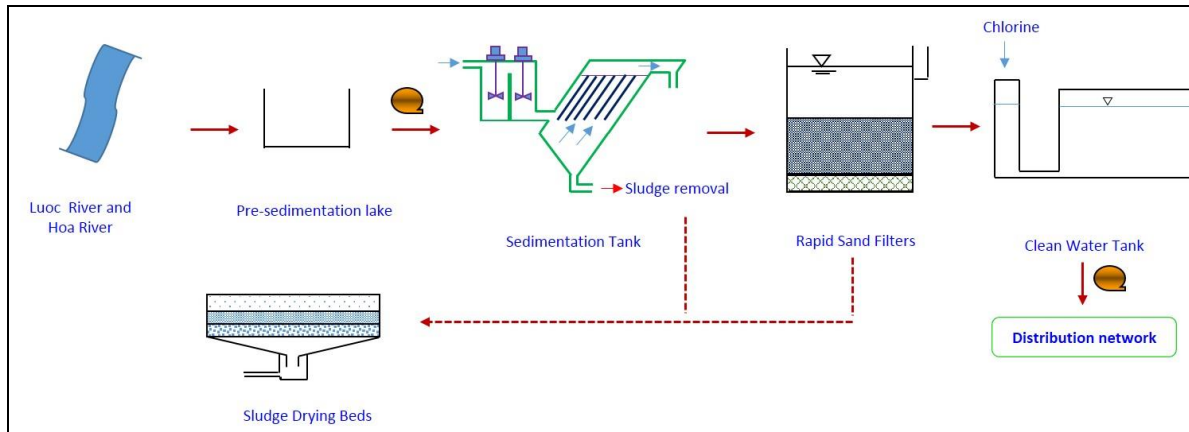 Chlorine
Luoc River and
Hoa River
Pre-sedimentation lake
Sludge removal
Sedimentation Tank
Rapid Sand Filters
Clean Water Tank
Distribution network
Sludge Drying Beds